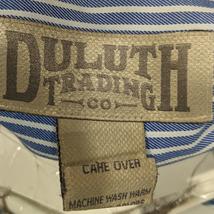 DULUTH
TRADING
CO
CARE OVER
MACHINE WASH WARM